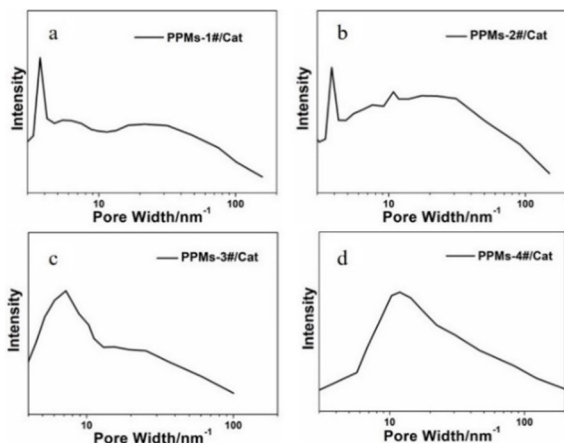 a
PPMs-1#/Cat
Intensity
10
100
Pore Width/nm⁻¹
b
PPMs-2#/Cat
Intensity
10
100
Pore Width/nm⁻¹
c
PPMs-3#/Cat
Intensity
10
100
Pore Width/nm⁻¹
d
PPMs-4#/Cat
Intensity
10
100
Pore Width/nm⁻¹